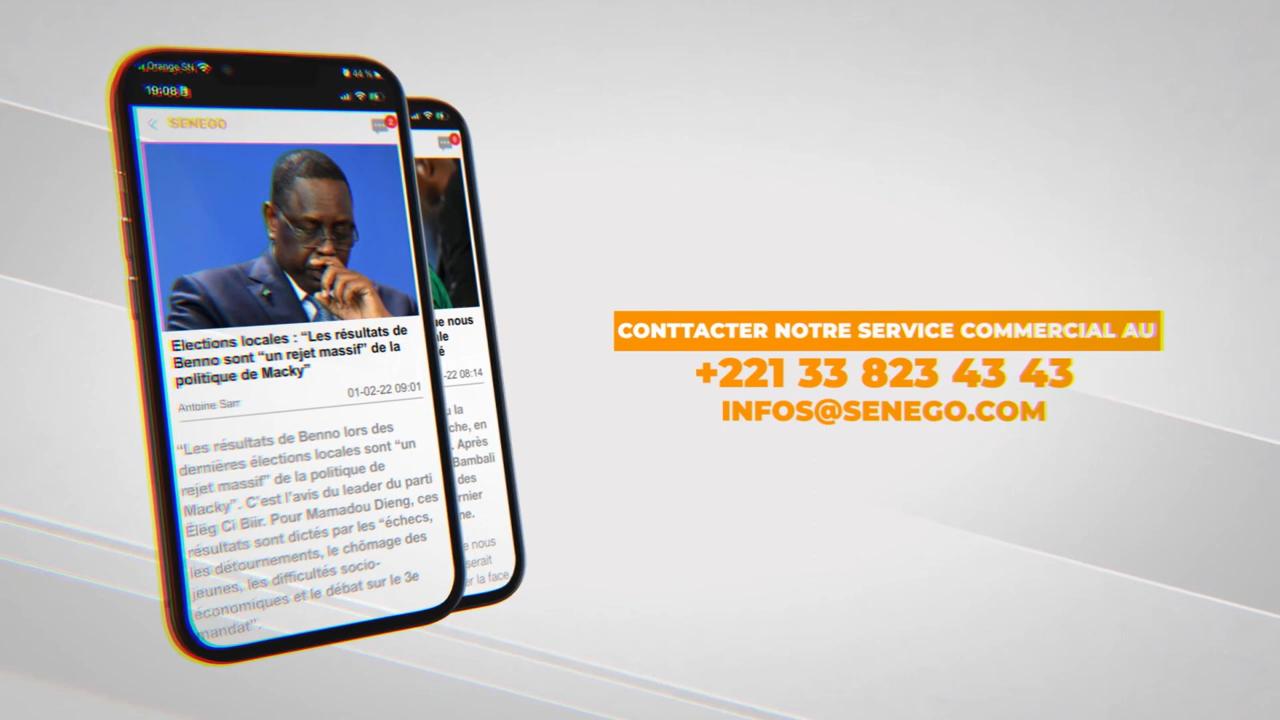 Orange SN
44 %
19:08
SENEGO
2
Elections locales : “Les résultats de
Benno sont “un rejet massif” de la
politique de Macky”
Antoine Sarr
01-02-22 09:01
“Les résultats de Benno lors des
dernières élections locales sont “un
rejet massif” de la politique de
Macky”. C’est l’avis du leader du parti
Élëg Ci Biir. Pour Mamadou Dieng, ces
résultats sont dictés par les “échecs,
les détournements, le chômage des
jeunes, les difficultés socio-
économiques et le débat sur le 3e
mandat”.
ue nous
ale
é
-22 08:14
u la
che, en
. Après
Bambali
des
rnier
ne.
e nous
serait
er la face
CONTTACTER NOTRE SERVICE COMMERCIAL AU
+221 33 823 43 43
INFOS@SENEGO.COM